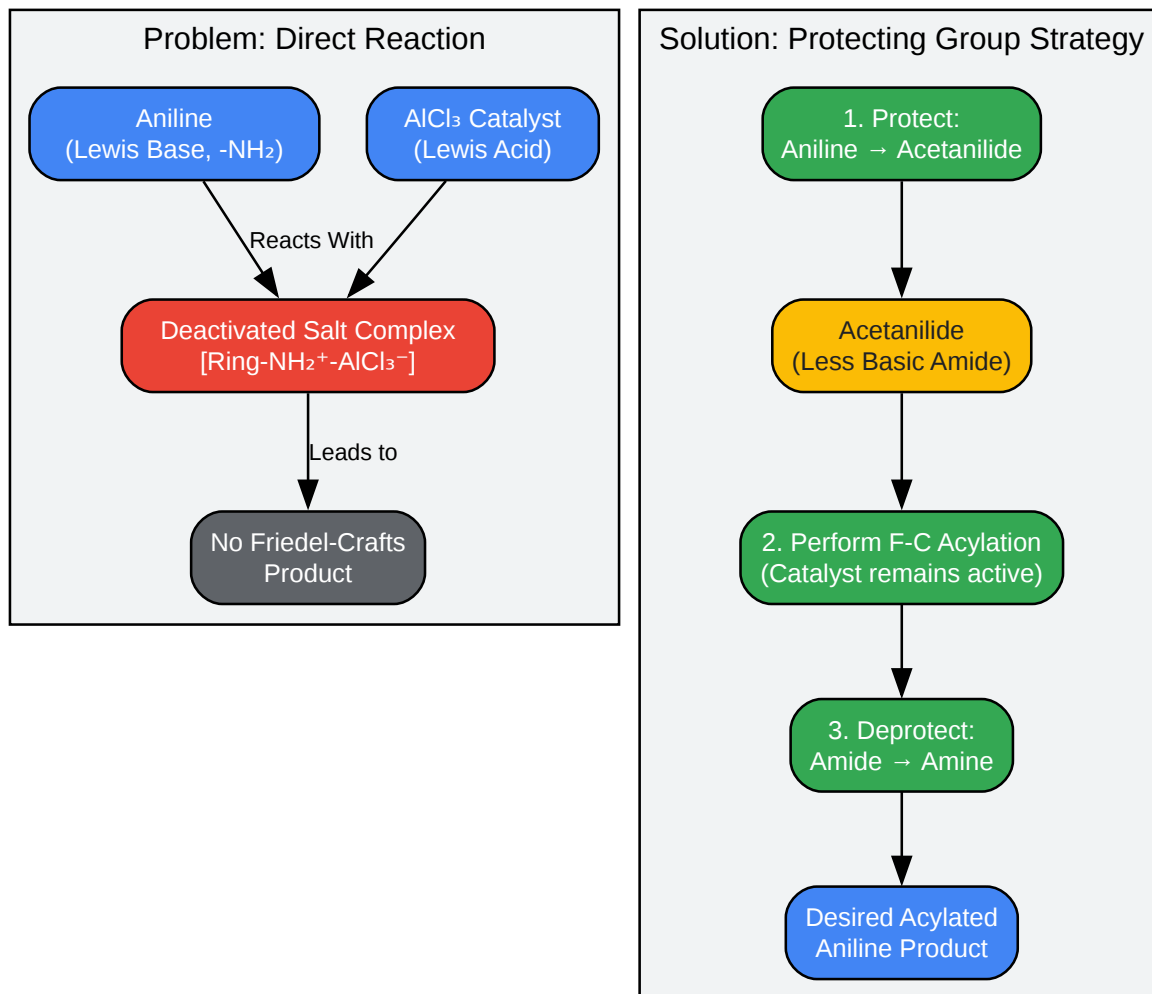 Problem: Direct Reaction
Aniline
(Lewis Base, -NH₂)
AlCl₃ Catalyst
(Lewis Acid)
Reacts With
Deactivated Salt Complex
[Ring-NH₂⁺-AlCl₃⁻]
Leads to
No Friedel-Crafts
Product
Solution: Protecting Group Strategy
1. Protect:
Aniline → Acetanilide
Acetanilide
(Less Basic Amide)
2. Perform F-C Acylation
(Catalyst remains active)
3. Deprotect:
Amide → Amine
Desired Acylated
Aniline Product